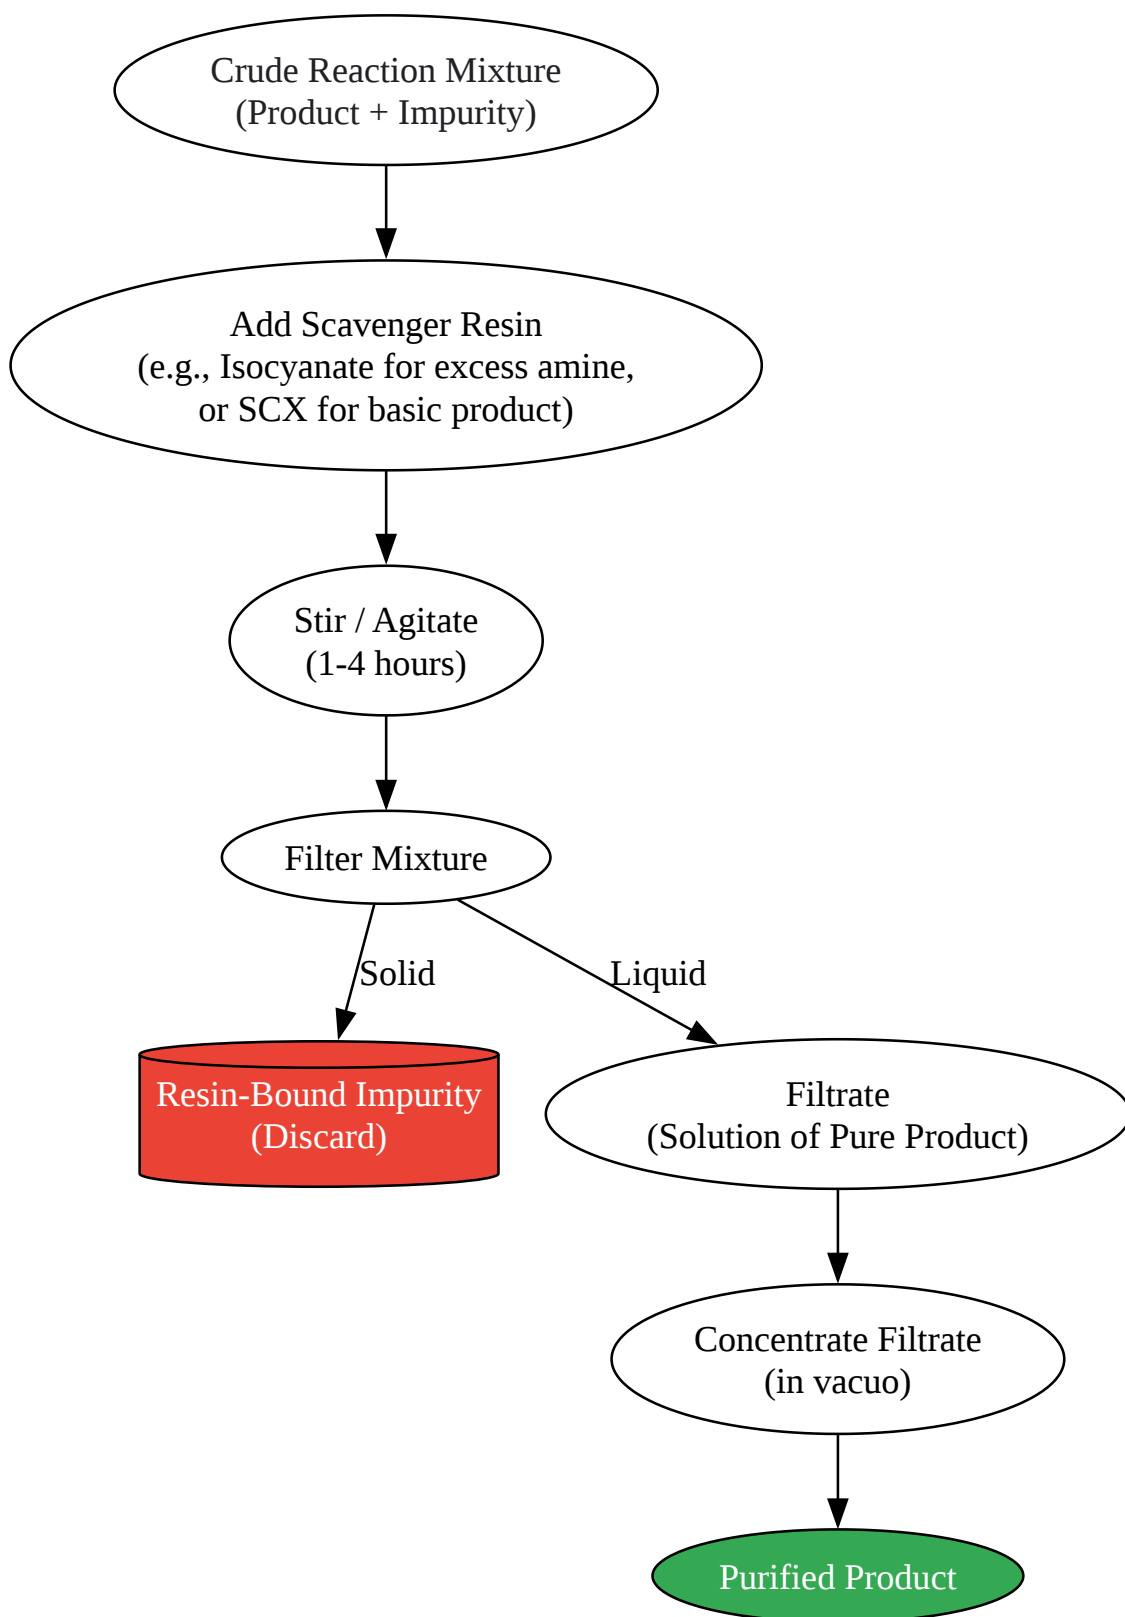 Crude Reaction Mixture
(Product + Impurity)
Add Scavenger Resin
(e.g., Isocyanate for excess amine,
or SCX for basic product)
Stir / Agitate
(1-4 hours)
Filter Mixture
Solid
Liquid
Resin-Bound Impurity
(Discard)
Filtrate
(Solution of Pure Product)
Concentrate Filtrate
(in vacuo)
Purified Product